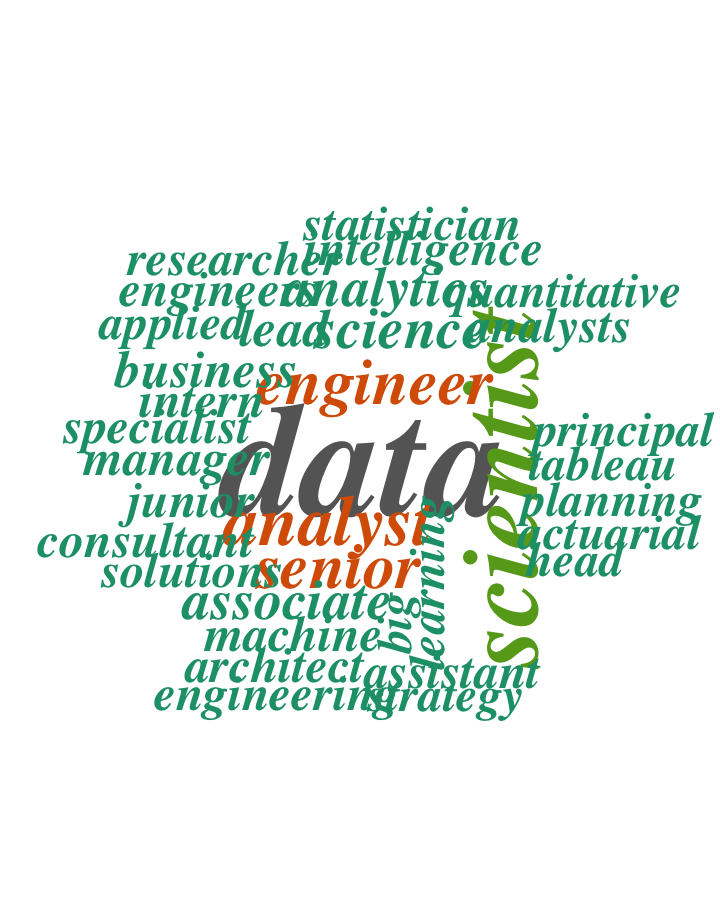 statistician
intelligence
researcher
analytics
quantitative
engineers
applied
lead
science
analysts
scientist
business
engineer
intern
data
specialist
principal
manager
tableau
junior
planning
analyst
learning
consultant
actuarial
solutions
senior
head
associate
big
machine
architect
assistant
engineering
strategy